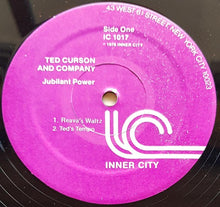 43 WEST 61 STREET NEW YORK CITY 10023
Side One
IC 1017
℗ 1976 INNER CITY
TED CURSON
AND COMPANY
Jubilant Power
1. Reava's Waltz
2. Ted's Tempo
INNER CITY